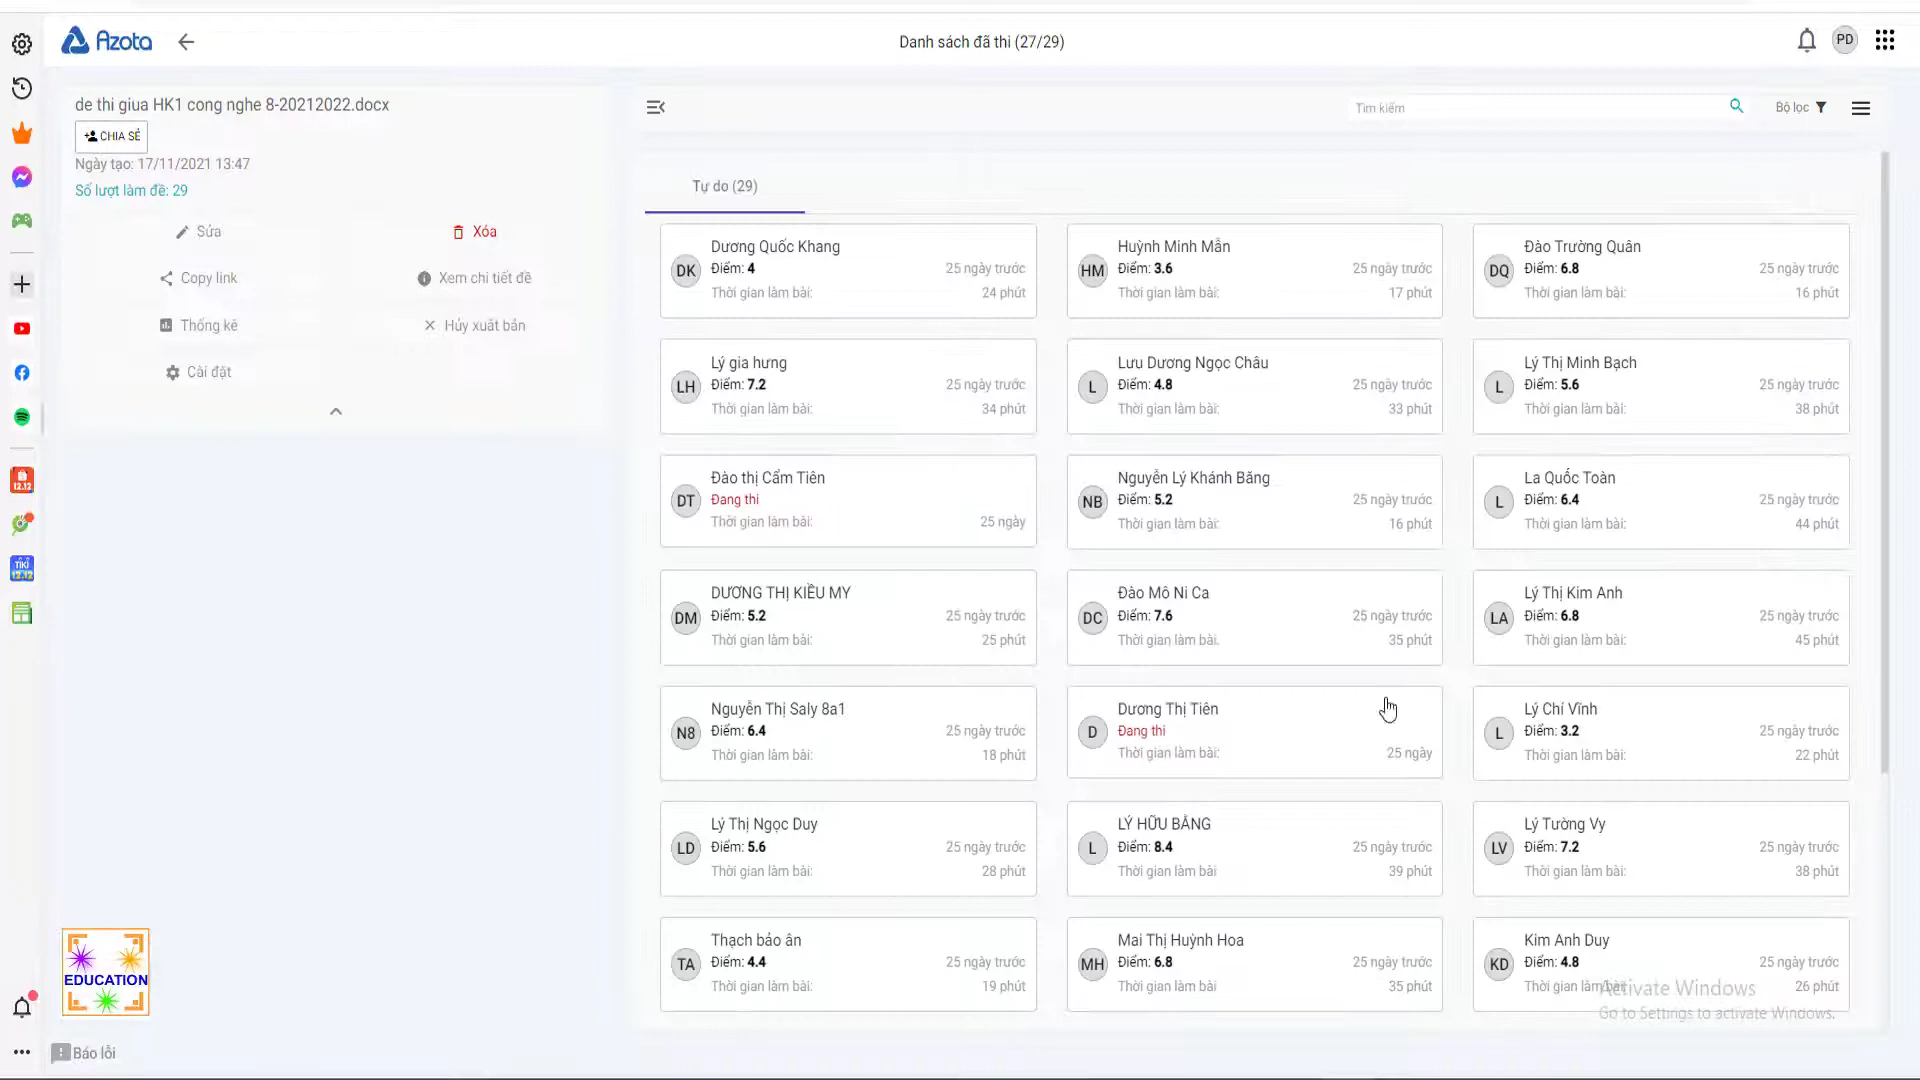 Azota
Danh sách đã thi (27/29)
PD
de thi giua HK1 cong nghe 8-20212022.docx
CHIA SẺ
Ngày tạo: 17/11/2021 13:47
Số lượt làm đề: 29
Sửa
Xóa
Copy link
Xem chi tiết đề
Thống kê
Hủy xuất bản
Cài đặt
Tìm kiếm
Bộ lọc
Tự do (29)
DK
Dương Quốc Khang
Điểm: 4 25 ngày trước
Thời gian làm bài: 24 phút
HM
Huỳnh Minh Mẫn
Điểm: 3.6 25 ngày trước
Thời gian làm bài: 17 phút
DQ
Đào Trường Quân
Điểm: 6.8 25 ngày trước
Thời gian làm bài: 16 phút
LH
Lý gia hưng
Điểm: 7.2 25 ngày trước
Thời gian làm bài: 34 phút
L
Lưu Dương Ngọc Châu
Điểm: 4.8 25 ngày trước
Thời gian làm bài: 33 phút
L
Lý Thị Minh Bạch
Điểm: 5.6 25 ngày trước
Thời gian làm bài: 38 phút
DT
Đào thị Cẩm Tiên
Đang thi
Thời gian làm bài: 25 ngày
NB
Nguyễn Lý Khánh Băng
Điểm: 5.2 25 ngày trước
Thời gian làm bài: 16 phút
L
La Quốc Toàn
Điểm: 6.4 25 ngày trước
Thời gian làm bài: 44 phút
DM
DƯƠNG THỊ KIỀU MY
Điểm: 5.2 25 ngày trước
Thời gian làm bài: 25 phút
DC
Đào Mô Ni Ca
Điểm: 7.6 25 ngày trước
Thời gian làm bài. 35 phút
LA
Lý Thị Kim Anh
Điểm: 6.8 25 ngày trước
Thời gian làm bài: 45 phút
N8
Nguyễn Thị Saly 8a1
Điểm: 6.4 25 ngày trước
Thời gian làm bài: 18 phút
D
Dương Thị Tiên
Đang thi
Thời gian làm bài: 25 ngày
L
Lý Chí Vĩnh
Điểm: 3.2 25 ngày trước
Thời gian làm bài: 22 phút
LD
Lý Thị Ngọc Duy
Điểm: 5.6 25 ngày trước
Thời gian làm bài: 28 phút
L
LÝ HỮU BẰNG
Điểm: 8.4 25 ngày trước
Thời gian làm bài 39 phút
LV
Lý Tường Vy
Điểm: 7.2 25 ngày trước
Thời gian làm bài: 38 phút
TA
Thạch bảo ân
Điểm: 4.4 25 ngày trước
Thời gian làm bài: 19 phút
MH
Mai Thị Huỳnh Hoa
Điểm: 6.8 25 ngày trước
Thời gian làm bài 35 phút
KD
Kim Anh Duy
Điểm: 4.8 25 ngày trước
Thời gian làm bài: 26 phút
Activate Windows
Go to Settings to activate Windows.
EDUCATION
Báo lỗi
12.12
TIKI